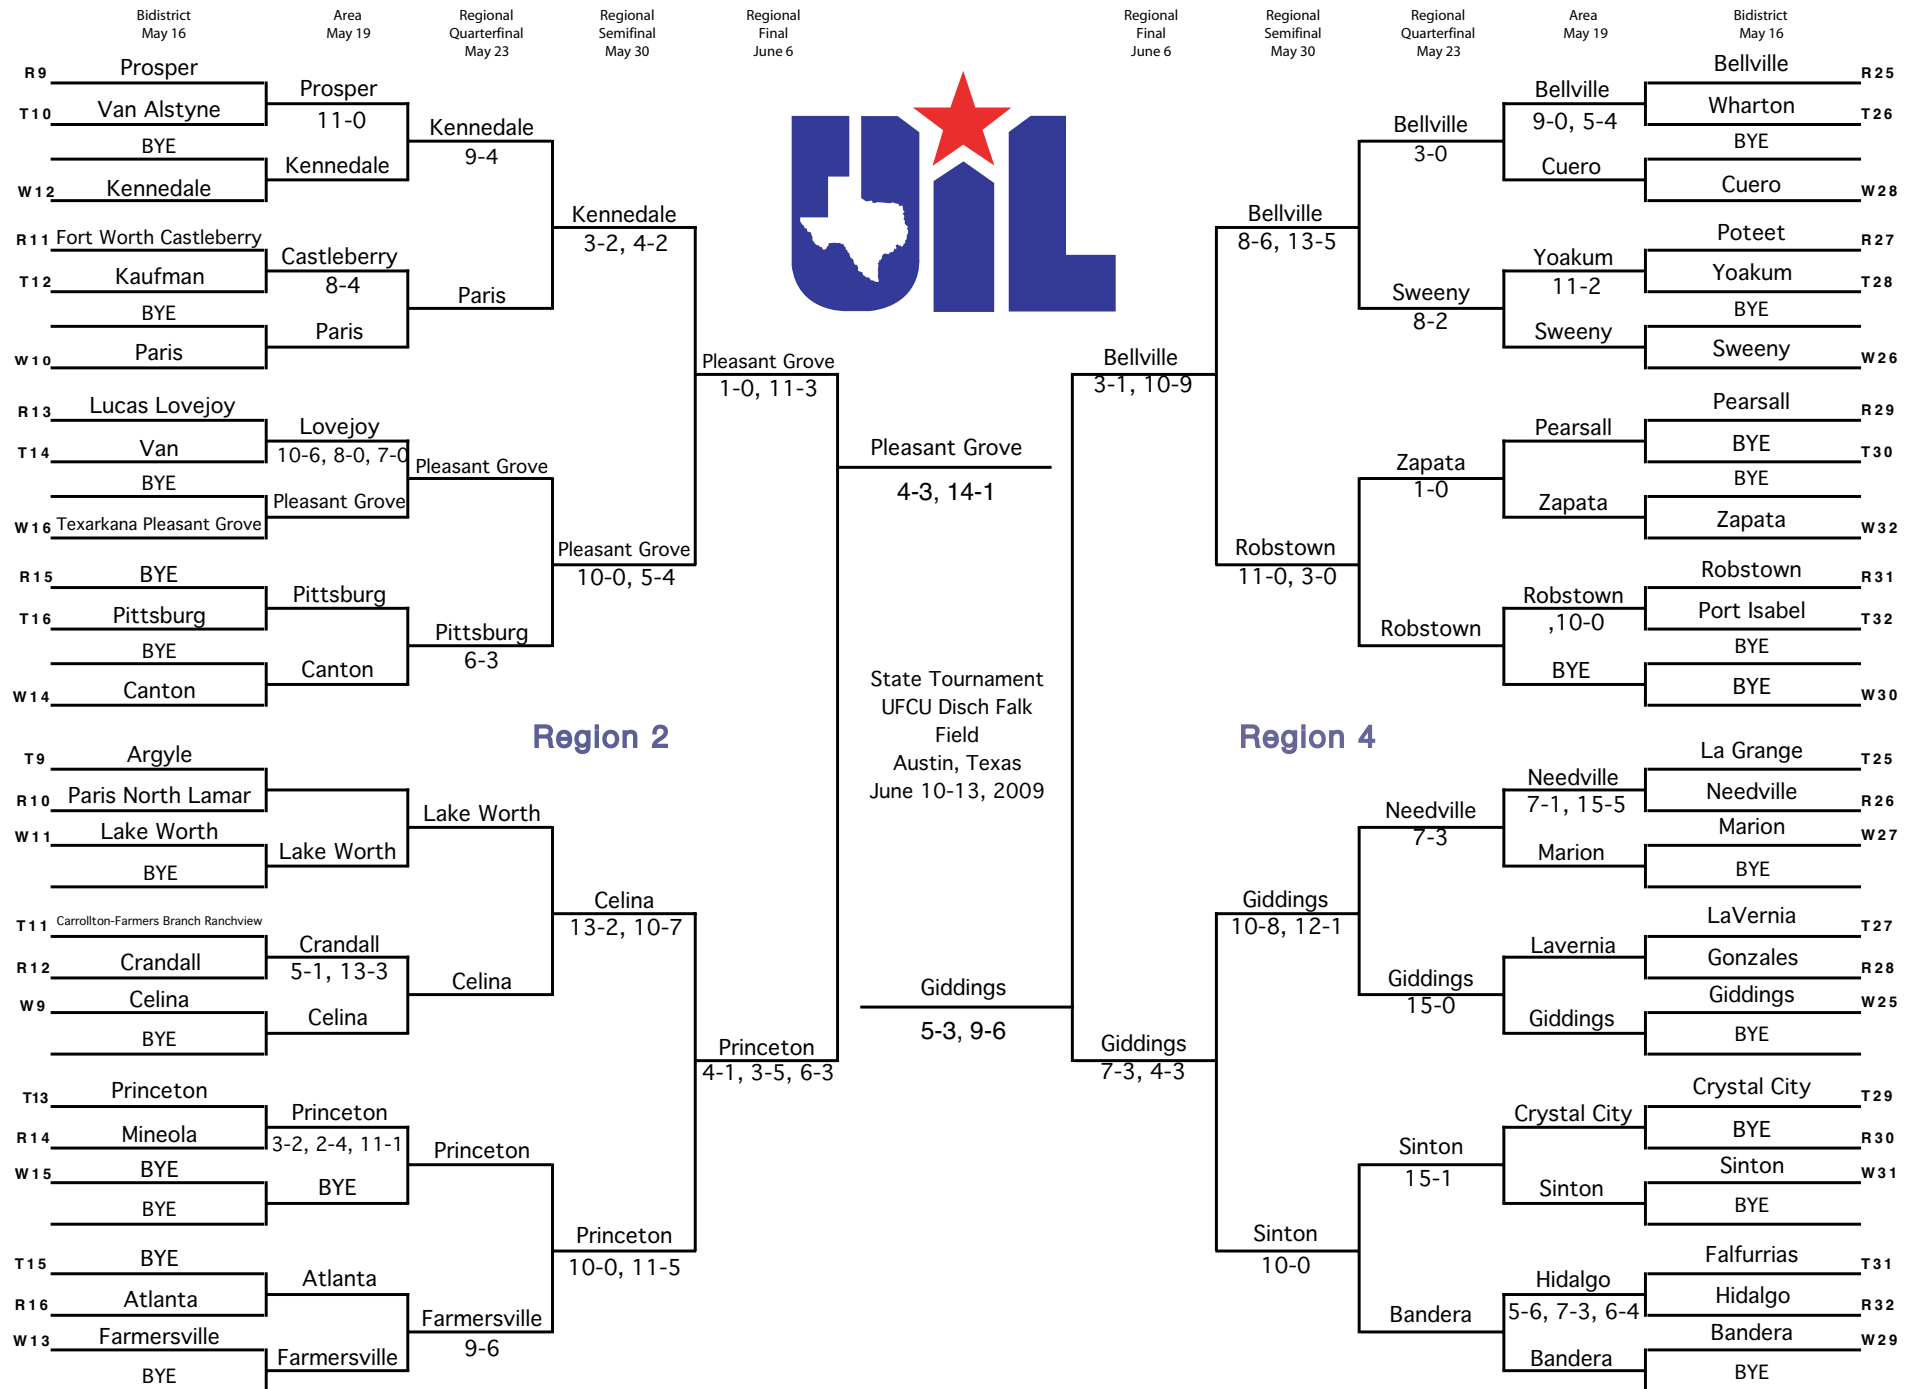 Bidistrict
May 16
Area
May 19
Regional
Quarterfinal
May 23
Regional
Semifinal
May 30
Regional
Final
June 6
Regional
Final
June 6
Regional
Semifinal
May 30
Regional
Quarterfinal
May 23
Area
May 19
Bidistrict
May 16
R9 Prosper
T10 Van Alstyne
BYE
W12 Kennedale
R11 Fort Worth Castleberry
T12 Kaufman
BYE
W10 Paris
R13 Lucas Lovejoy
T14 Van
BYE
W16 Texarkana Pleasant Grove
R15 BYE
T16 Pittsburg
BYE
W14 Canton
T9 Argyle
R10 Paris North Lamar
W11 Lake Worth
BYE
T11 Carrollton-Farmers Branch Ranchview
R12 Crandall
W9 Celina
BYE
T13 Princeton
R14 Mineola
W15 BYE
BYE
T15 BYE
R16 Atlanta
W13 Farmersville
BYE
Prosper
11-0
Kennedale
Castleberry
8-4
Paris
Lovejoy
10-6, 8-0, 7-0
Pleasant Grove
Pittsburg
Canton
Lake Worth
Crandall
5-1, 13-3
Celina
Princeton
3-2, 2-4, 11-1
BYE
Atlanta
Farmersville
Kennedale
9-4
Paris
Pleasant Grove
Pittsburg
6-3
Lake Worth
Celina
Princeton
Farmersville
9-6
Kennedale
3-2, 4-2
Pleasant Grove
10-0, 5-4
Region 2
Celina
13-2, 10-7
Princeton
10-0, 11-5
Pleasant Grove
1-0, 11-3
Princeton
4-1, 3-5, 6-3
UIL
Pleasant Grove
4-3, 14-1
State Tournament
UFCU Disch Falk
Field
Austin, Texas
June 10-13, 2009
Giddings
5-3, 9-6
Bellville
3-1, 10-9
Giddings
7-3, 4-3
Bellville
8-6, 13-5
Robstown
11-0, 3-0
Region 4
Giddings
10-8, 12-1
Sinton
10-0
Bellville
3-0
Sweeny
8-2
Zapata
1-0
Robstown
Needville
7-3
Giddings
15-0
Sinton
15-1
Bandera
Bellville
9-0, 5-4
Cuero
Yoakum
11-2
Sweeny
Pearsall
Zapata
Robstown
,10-0
BYE
Needville
7-1, 15-5
Marion
Lavernia
Giddings
Crystal City
Sinton
Hidalgo
5-6, 7-3, 6-4
Bandera
Bellville R25
Wharton T26
BYE
Cuero W28
Poteet R27
Yoakum T28
BYE
Sweeny W26
Pearsall R29
BYE T30
BYE
Zapata W32
Robstown R31
Port Isabel T32
BYE
BYE W30
La Grange T25
Needville R26
Marion W27
BYE
LaVernia T27
Gonzales R28
Giddings W25
BYE
Crystal City T29
BYE R30
Sinton W31
BYE
Falfurrias T31
Hidalgo R32
Bandera W29
BYE